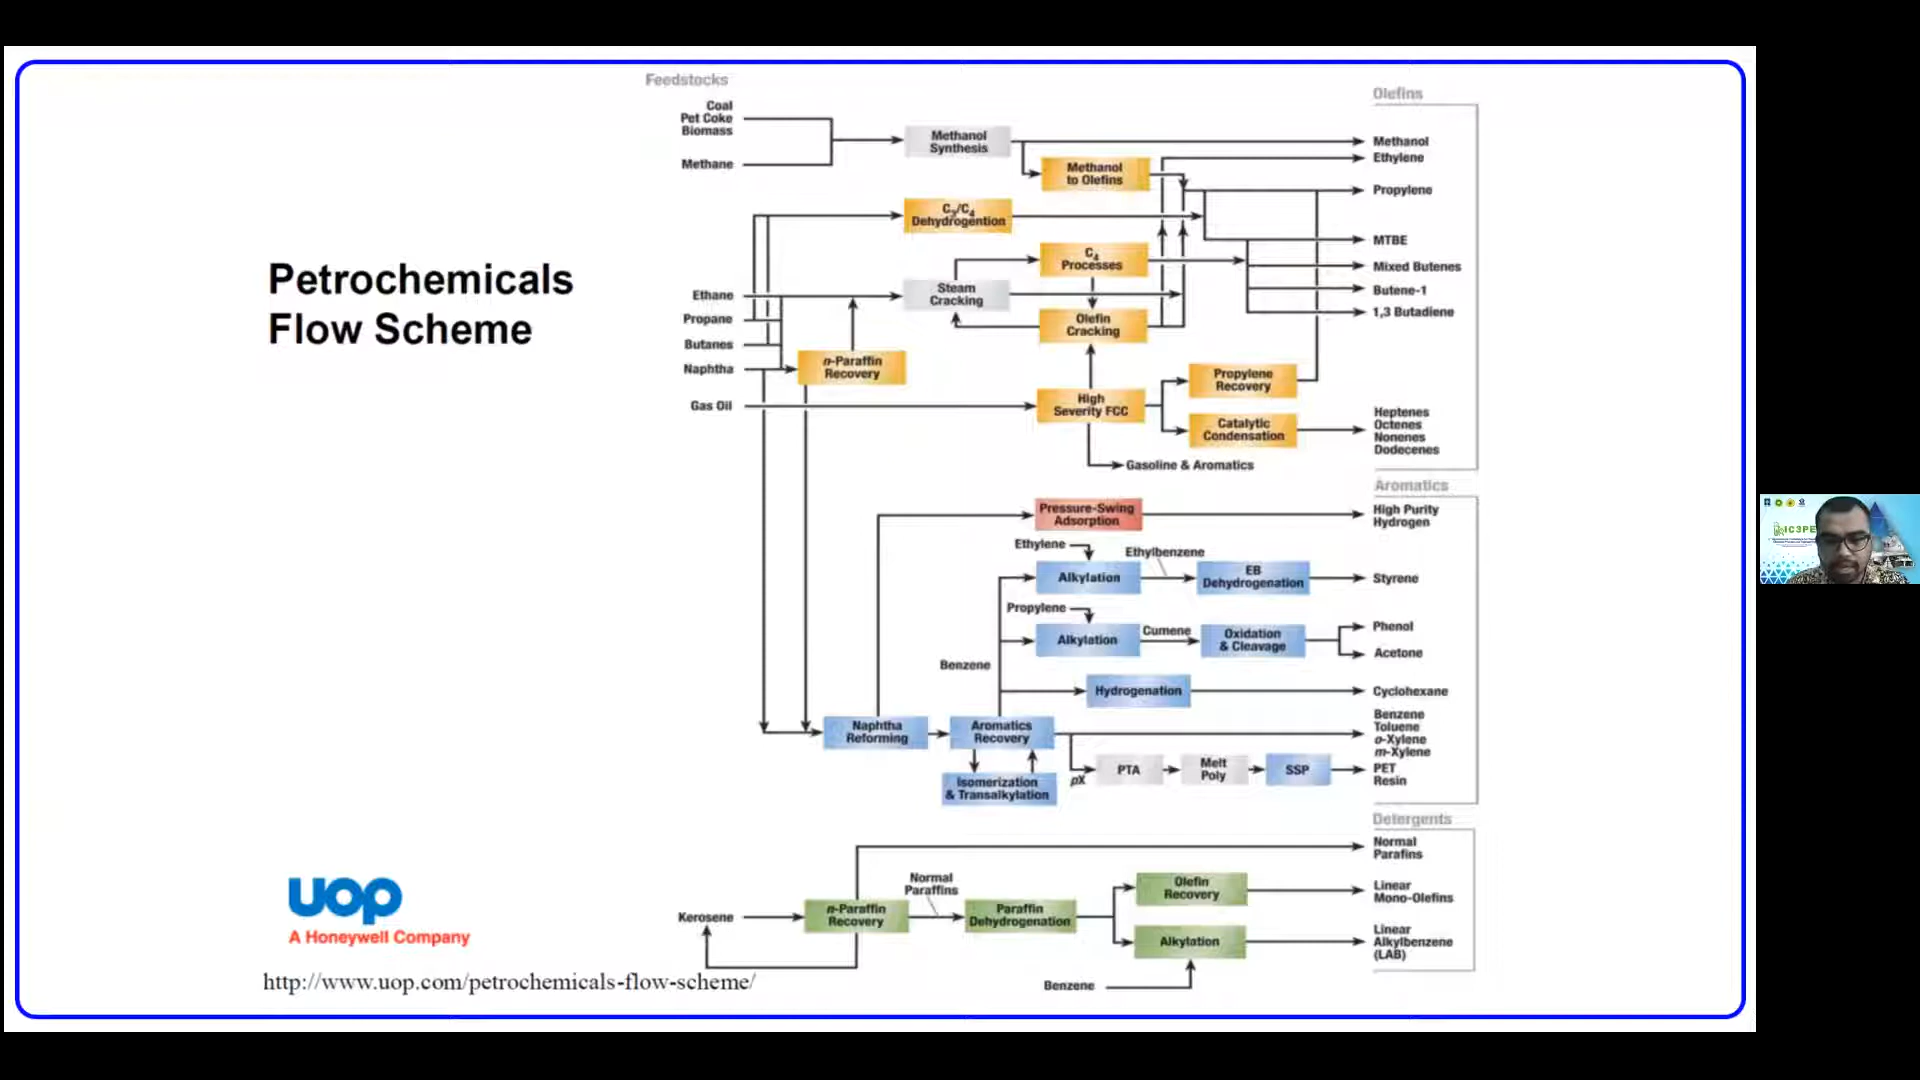 Petrochemicals
Flow Scheme
Feedstocks
Coal
Pet Coke
Biomass
Methane
Ethane
Propane
Butanes
Naphtha
Gas Oil
Methanol
Synthesis
Methanol
to Olefins
C3/C4
Dehydrogention
C4
Processes
Steam
Cracking
Olefin
Cracking
n-Paraffin
Recovery
High
Severity FCC
Propylene
Recovery
Catalytic
Condensation
Gasoline & Aromatics
Olefins
Methanol
Ethylene
Propylene
MTBE
Mixed Butenes
Butene-1
1,3 Butadiene
Heptenes
Octenes
Nonenes
Dodecenes
Aromatics
Pressure-Swing
Adsorption
High Purity
Hydrogen
Ethylene
Alkylation
Ethylbenzene
EB
Dehydrogenation
Styrene
Propylene
Alkylation
Cumene
Oxidation
& Cleavage
Phenol
Acetone
Benzene
Hydrogenation
Cyclohexane
Naphtha
Reforming
Aromatics
Recovery
Isomerization
& Transalkylation
Benzene
Toluene
o-Xylene
m-Xylene
pX
PTA
Melt
Poly
SSP
PET
Resin
Detergents
Normal
Parafins
Kerosene
n-Paraffin
Recovery
Normal
Paraffins
Paraffin
Dehydrogenation
Olefin
Recovery
Linear
Mono-Olefins
Alkylation
Linear
Alkylbenzene
(LAB)
Benzene
uop
A Honeywell Company
http://www.uop.com/petrochemicals-flow-scheme/
IC3PE